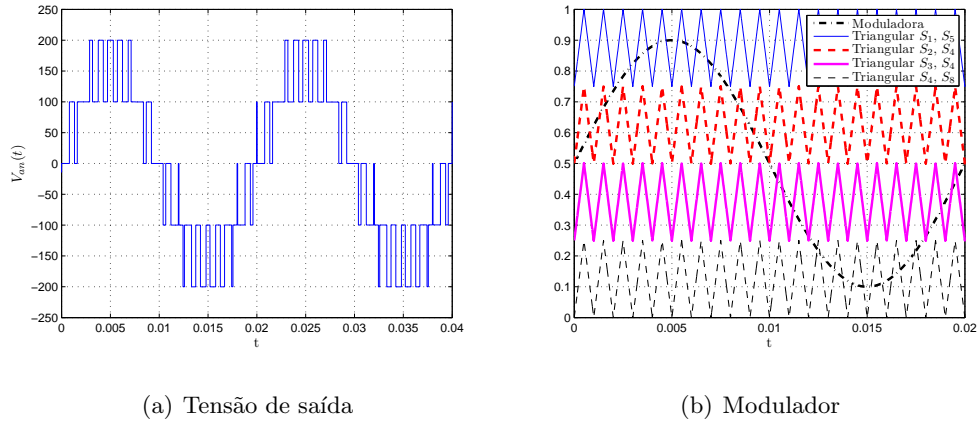 250
200
150
100
50
0
−50
−100
−150
−200
−250
V_an(t)
0 0.005 0.01 0.015 0.02 0.025 0.03 0.035 0.04
t
(a) Tensão de saída
1
0.9
0.8
0.7
0.6
0.5
0.4
0.3
0.2
0.1
0
Moduladora
Triangular S_1, S_5
Triangular S_2, S_4
Triangular S_3, S_4
Triangular S_4, S_8
0 0.005 0.01 0.015 0.02
t
(b) Modulador